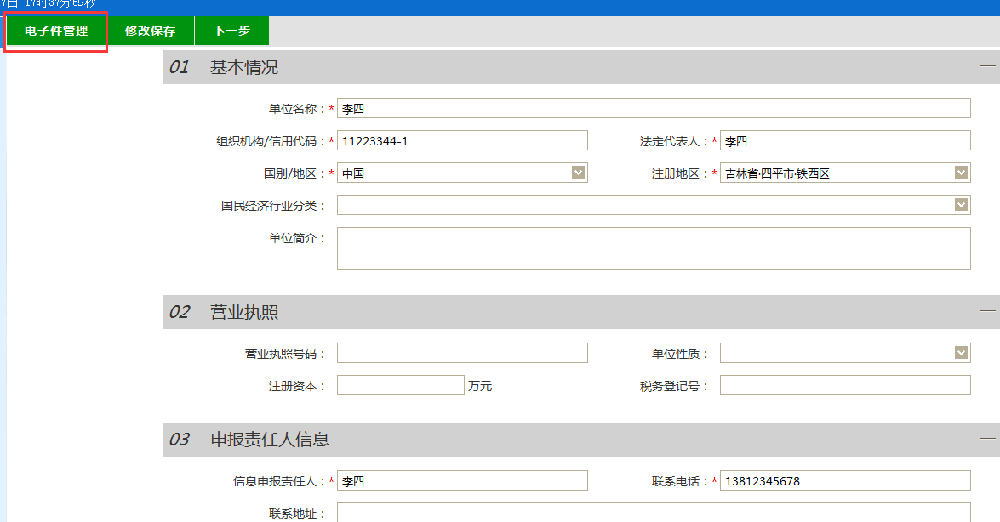 7日 17时37分59秒
电子件管理 修改保存 下一步
01 基本情况
单位名称：* 李四
组织机构/信用代码：* 11223344-1 法定代表人：* 李四
国别/地区：* 中国 注册地区：* 吉林省·四平市·铁西区
国民经济行业分类：
单位简介：
02 营业执照
营业执照号码： 单位性质：
注册资本： 万元 税务登记号：
03 申报责任人信息
信息申报责任人：* 李四 联系电话：* 13812345678
联系地址：